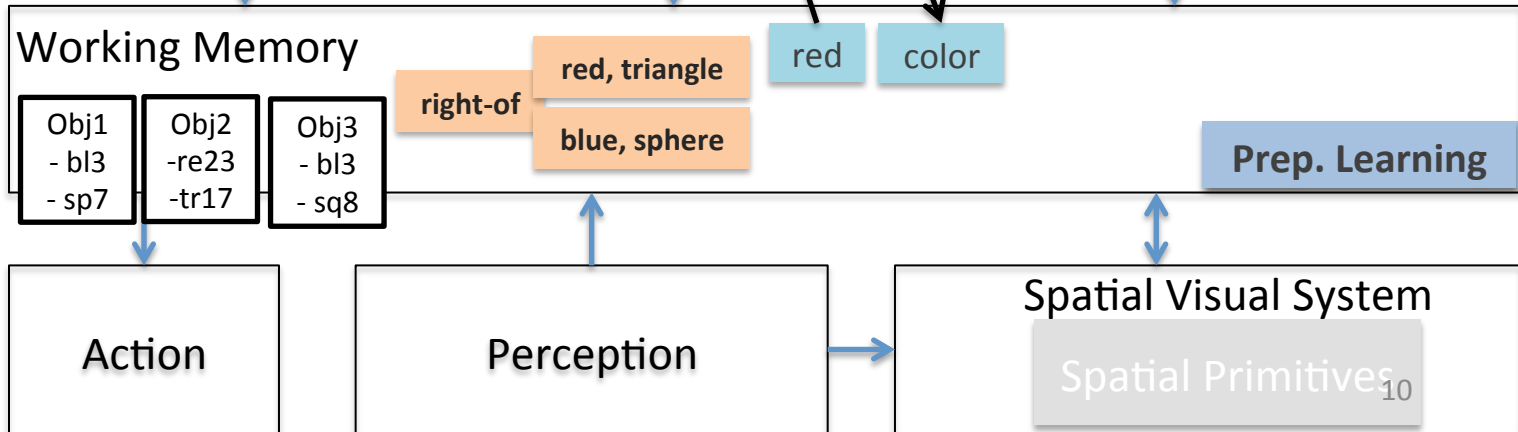 Working Memory
Obj1
- bl3
- sp7
Obj2
-re23
-tr17
Obj3
- bl3
- sq8
right-of
red, triangle
blue, sphere
red
color
Prep. Learning
Action
Perception
Spatial Visual System
Spatial Primitives
10